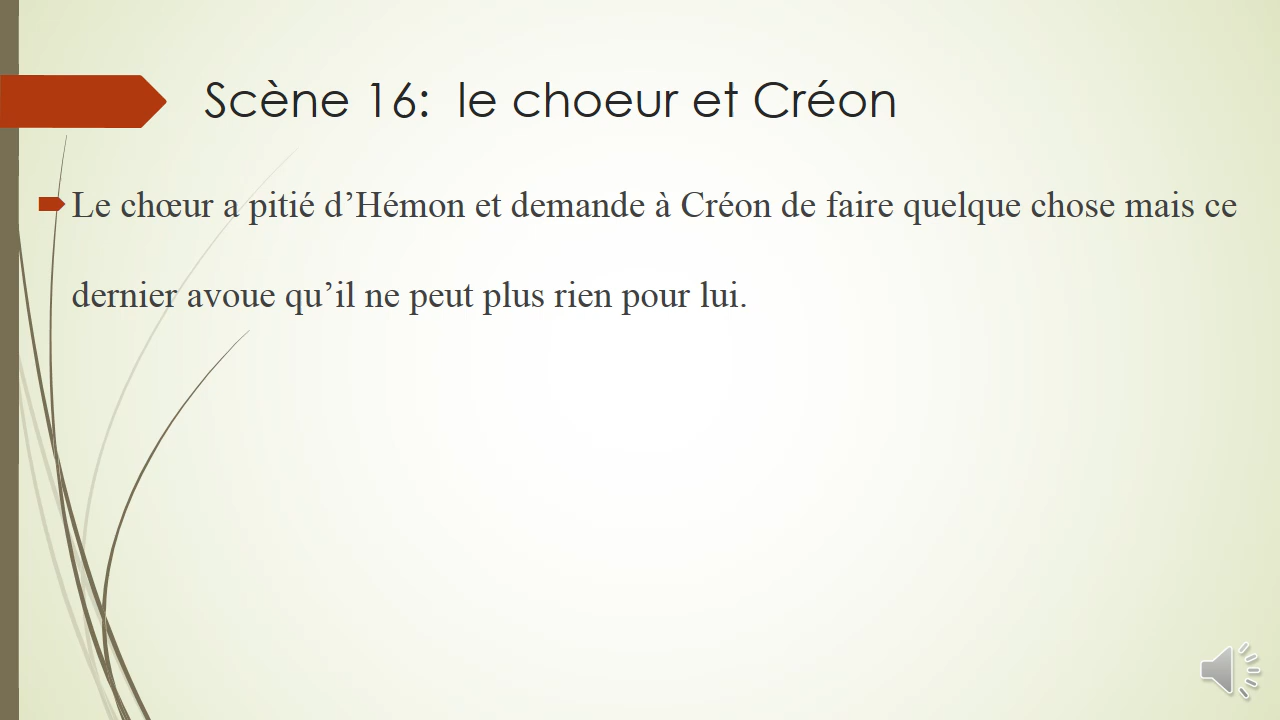 Scène 16:  le choeur et Créon
Le chœur a pitié d’Hémon et demande à Créon de faire quelque chose mais ce
dernier avoue qu’il ne peut plus rien pour lui.